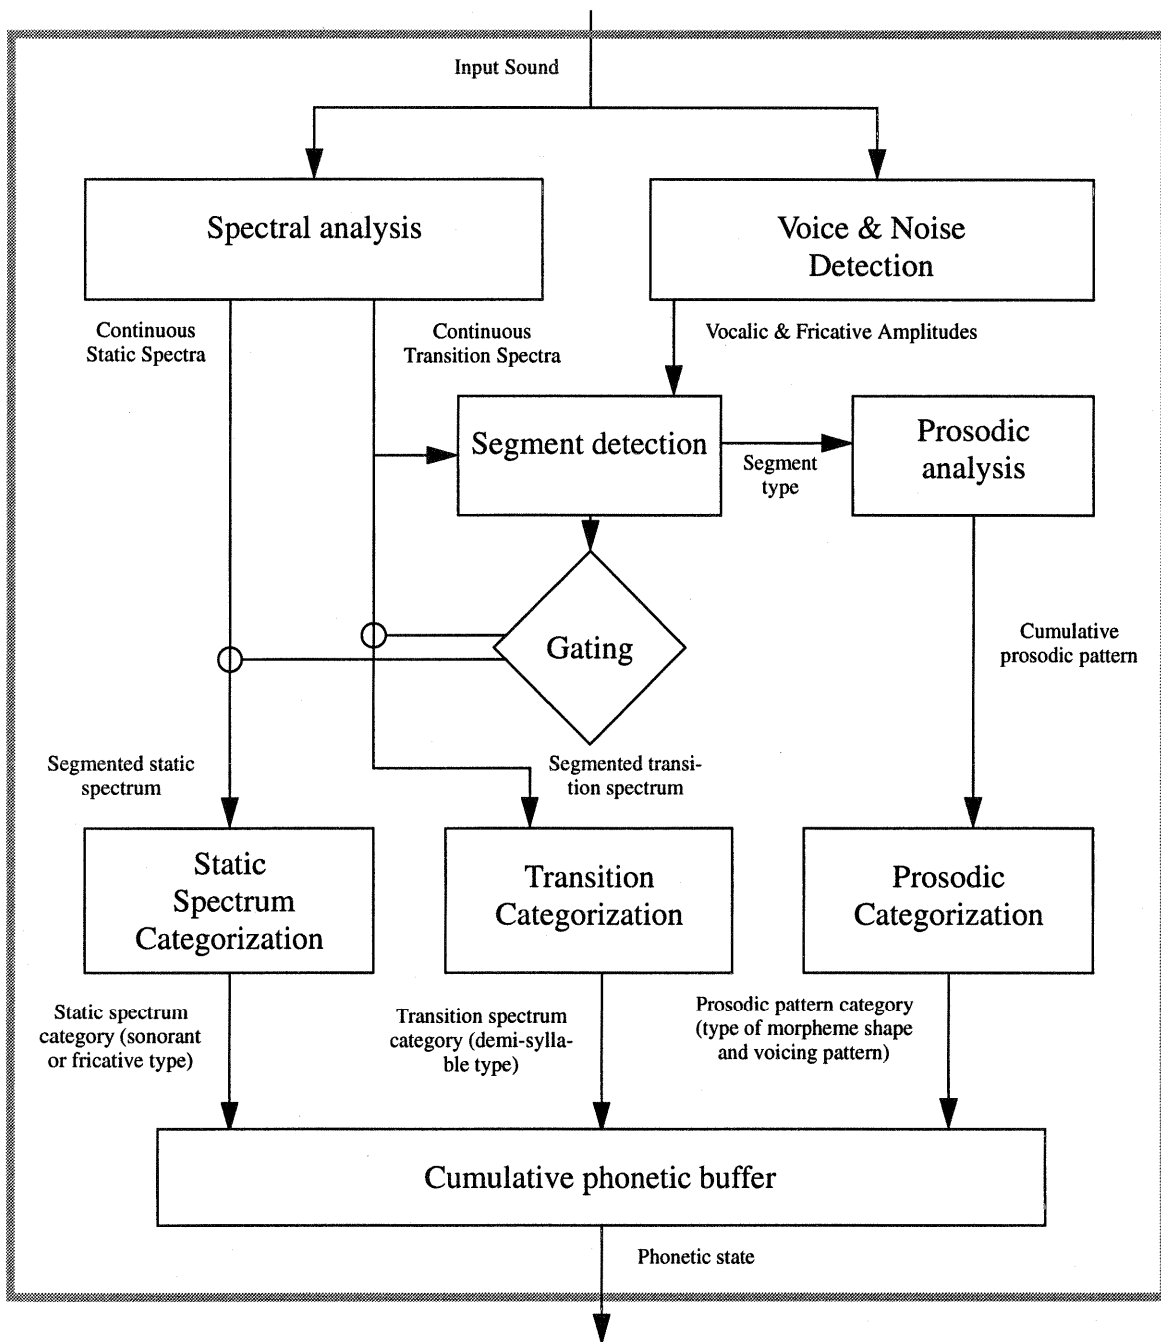 Input Sound
Spectral analysis
Voice & Noise
Detection
Continuous
Static Spectra
Continuous
Transition Spectra
Vocalic & Fricative Amplitudes
Segment detection
Segment
type
Prosodic
analysis
Gating
Cumulative
prosodic pattern
Segmented static
spectrum
Segmented transi-
tion spectrum
Static
Spectrum
Categorization
Transition
Categorization
Prosodic
Categorization
Static spectrum
category (sonorant
or fricative type)
Transition spectrum
category (demi-sylla-
ble type)
Prosodic pattern category
(type of morpheme shape
and voicing pattern)
Cumulative phonetic buffer
Phonetic state